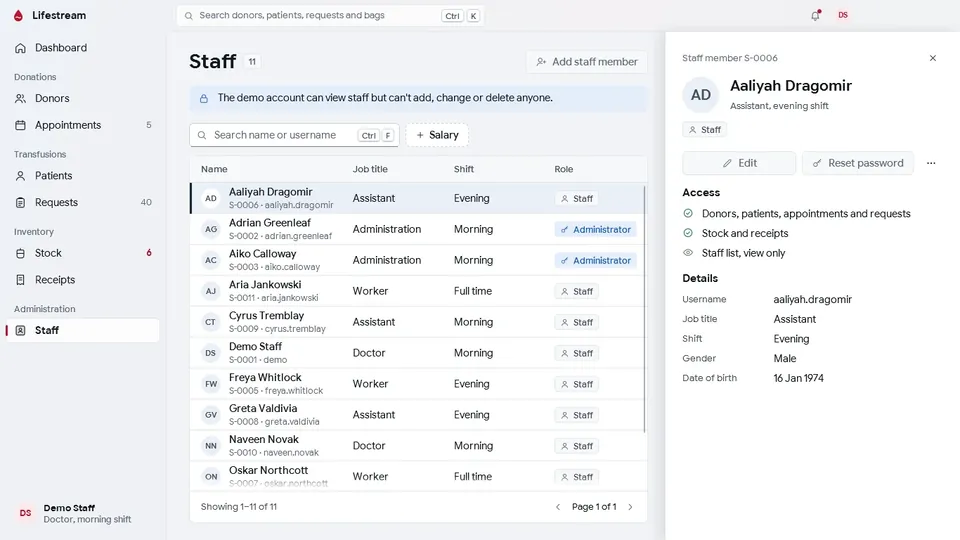 Lifestream
Search donors, patients, requests and bags
Ctrl K
DS
Dashboard
Donations
Donors
Appointments 5
Transfusions
Patients
Requests 40
Inventory
Stock 6
Receipts
Administration
Staff
DS
Demo Staff
Doctor, morning shift
Staff 11
Add staff member
The demo account can view staff but can't add, change or delete anyone.
Search name or username Ctrl F
+ Salary
Name Job title Shift Role
AD Aaliyah Dragomir Assistant Evening Staff
S-0006 · aaliyah.dragomir
AG Adrian Greenleaf Administration Morning Administrator
S-0002 · adrian.greenleaf
AC Aiko Calloway Administration Morning Administrator
S-0003 · aiko.calloway
AJ Aria Jankowski Worker Full time Staff
S-0011 · aria.jankowski
CT Cyrus Tremblay Assistant Morning Staff
S-0009 · cyrus.tremblay
DS Demo Staff Doctor Morning Staff
S-0001 · demo
FW Freya Whitlock Worker Evening Staff
S-0005 · freya.whitlock
GV Greta Valdivia Assistant Evening Staff
S-0008 · greta.valdivia
NN Naveen Novak Doctor Morning Staff
S-0010 · naveen.novak
ON Oskar Northcott Worker Full time Staff
S-0007 · oskar.northcott
Showing 1–11 of 11
Page 1 of 1
Staff member S-0006
AD
Aaliyah Dragomir
Assistant, evening shift
Staff
Edit
Reset password
Access
Donors, patients, appointments and requests
Stock and receipts
Staff list, view only
Details
Username aaliyah.dragomir
Job title Assistant
Shift Evening
Gender Male
Date of birth 16 Jan 1974